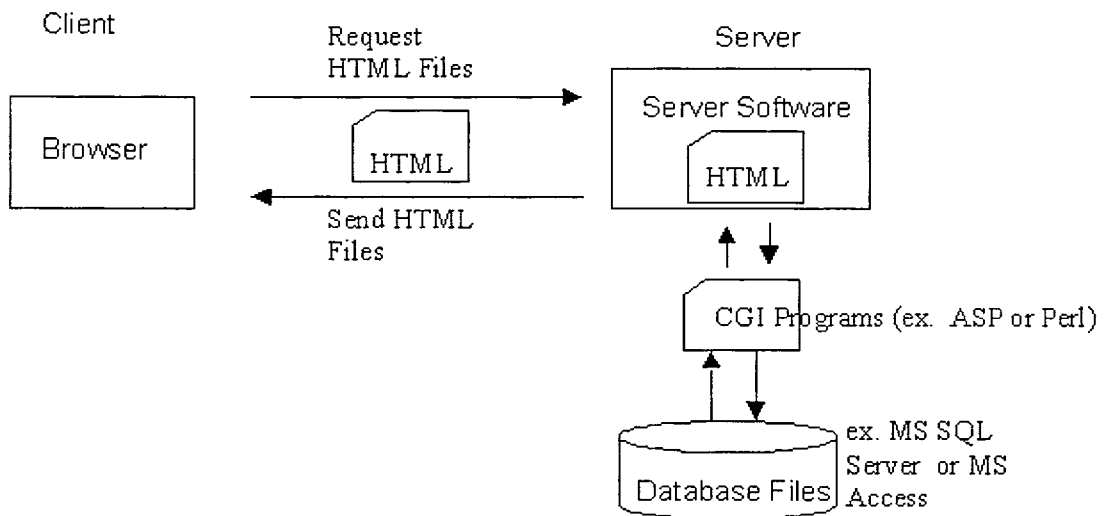 Client
Request
HTML Files
Server
Server Software
Browser
HTML
HTML
Send HTML
Files
CGI Programs (ex. ASP or Perl)
ex. MS SQL
Server or MS
Access
Database Files